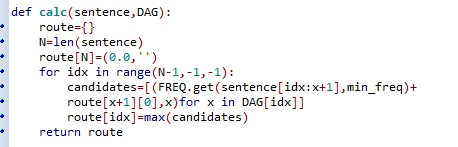 def calc(sentence,DAG):
    route={}
    N=len(sentence)
    route[N]=(0.0,'')
    for idx in range(N-1,-1,-1):
        candidates=[(FREQ.get(sentence[idx:x+1],min_freq)+
        route[x+1][0],x)for x in DAG[idx]]
        route[idx]=max(candidates)
    return route